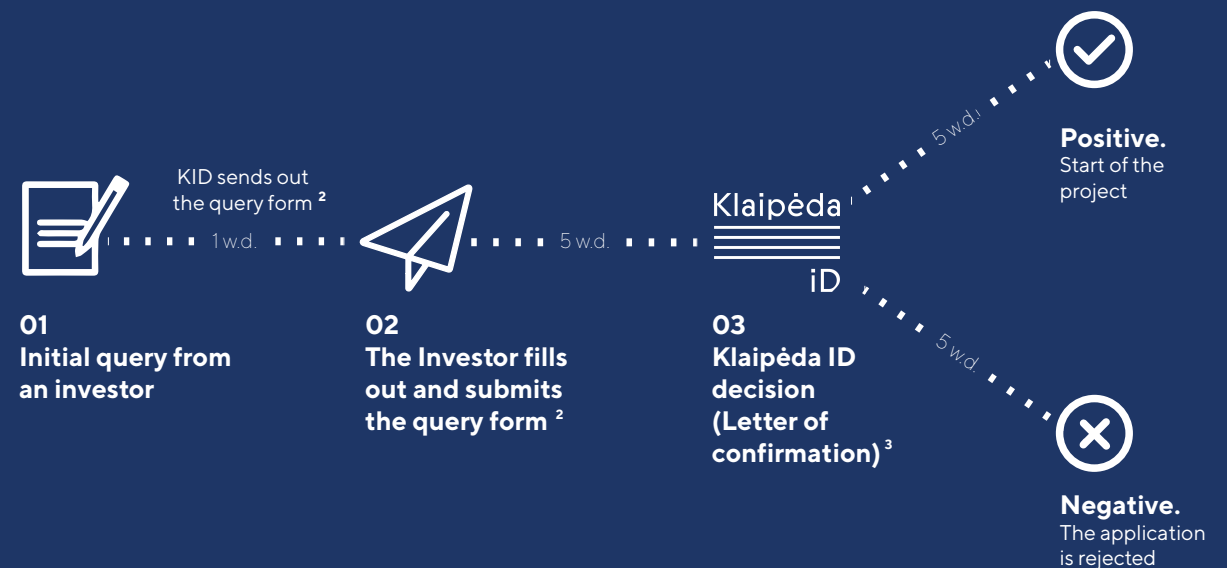 KID sends out
the query form ²
1 w.d.
5 w.d.
Klaipėda
iD
5 w.d.¹
5 w.d.
01
Initial query from
an investor
02
The Investor fills
out and submits
the query form ²
03
Klaipėda ID
decision
(Letter of
confirmation) ³
Positive.
Start of the
project
Negative.
The application
is rejected